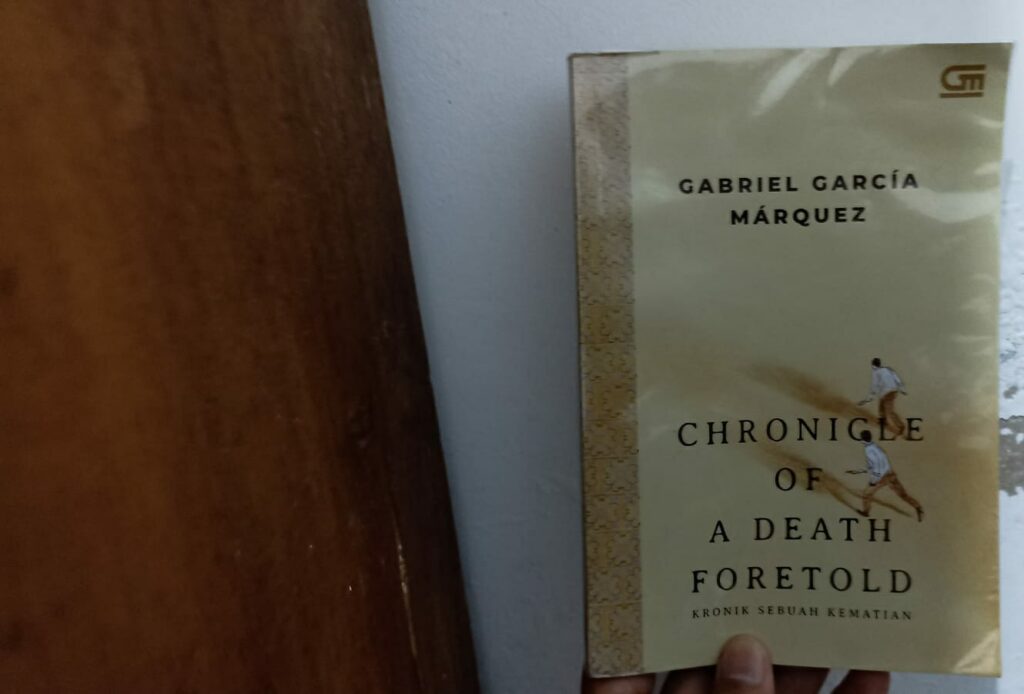 GM
GABRIEL GARCÍA
MÁRQUEZ
CHRONICLE
OF
A DEATH
FORETOLD
KRONIK SEBUAH KEMATIAN